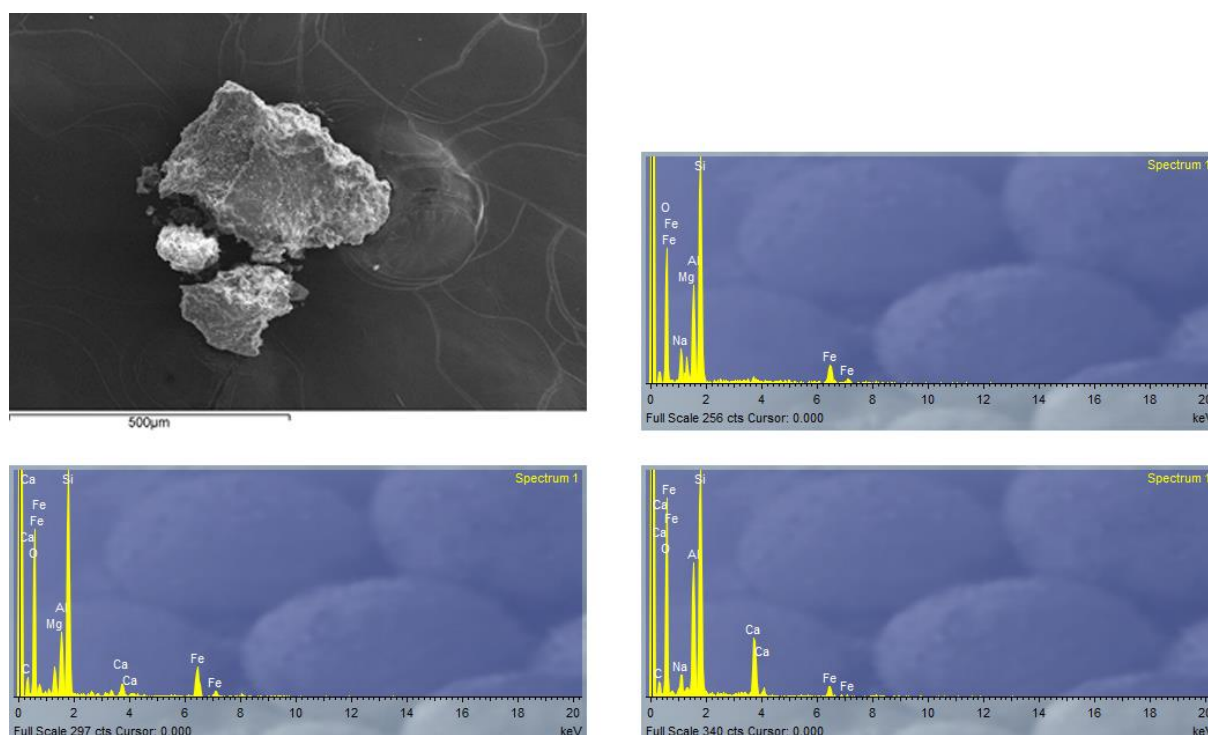 500µm
Spectrum 1
Si
O
Fe
Fe
Al
Mg
Na
Fe
Fe
0 2 4 6 8 10 12 14 16 18 20
Full Scale 256 cts Cursor: 0.000
keV
Spectrum 1
Ca
Si
Fe
Fe
Ca
O
Al
Mg
C
Ca
Ca
Fe
Fe
0 2 4 6 8 10 12 14 16 18 20
Full Scale 297 cts Cursor: 0.000
keV
Spectrum 1
Si
Fe
Ca
Fe
Ca
O
Al
Ca
Ca
C
Na
Fe
Fe
0 2 4 6 8 10 12 14 16 18 20
Full Scale 340 cts Cursor: 0.000
keV